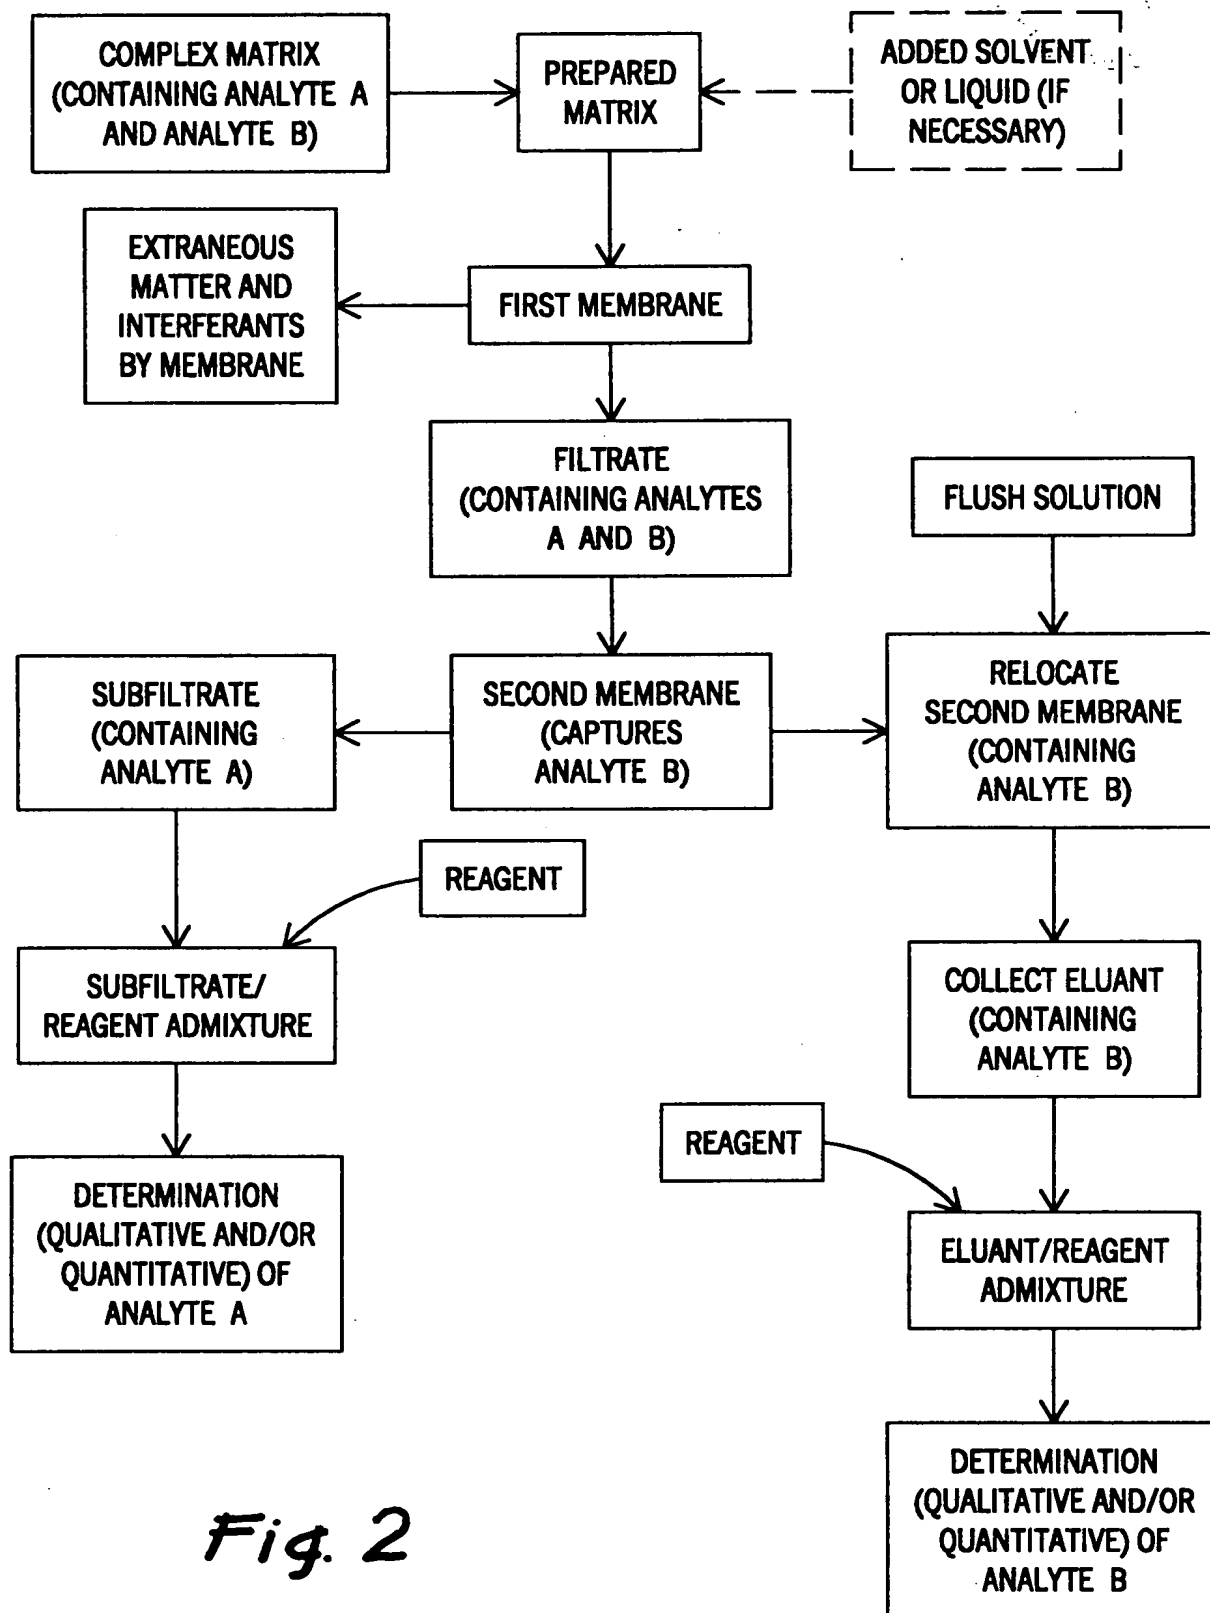 COMPLEX MATRIX
(CONTAINING ANALYTE A
AND ANALYTE B)
PREPARED
MATRIX
ADDED SOLVENT
OR LIQUID (IF
NECESSARY)
EXTRANEOUS
MATTER AND
INTERFERANTS
BY MEMBRANE
FIRST MEMBRANE
FILTRATE
(CONTAINING ANALYTES
A AND B)
FLUSH SOLUTION
SUBFILTRATE
(CONTAINING
ANALYTE A)
SECOND MEMBRANE
(CAPTURES
ANALYTE B)
RELOCATE
SECOND MEMBRANE
(CONTAINING
ANALYTE B)
REAGENT
SUBFILTRATE/
REAGENT ADMIXTURE
COLLECT ELUANT
(CONTAINING
ANALYTE B)
REAGENT
DETERMINATION
(QUALITATIVE AND/OR
QUANTITATIVE) OF
ANALYTE A
ELUANT/REAGENT
ADMIXTURE
DETERMINATION
(QUALITATIVE AND/OR
QUANTITATIVE) OF
ANALYTE B
Fig. 2